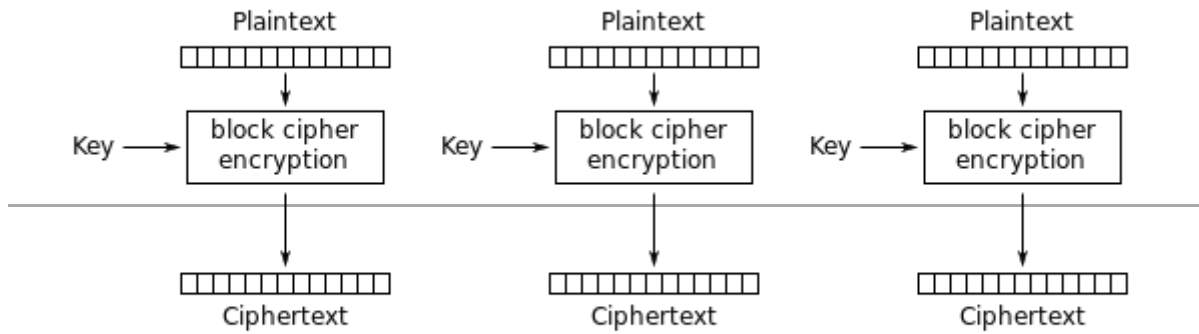 Plaintext Plaintext Plaintext
Key block cipher encryption Key block cipher encryption Key block cipher encryption
Ciphertext Ciphertext Ciphertext